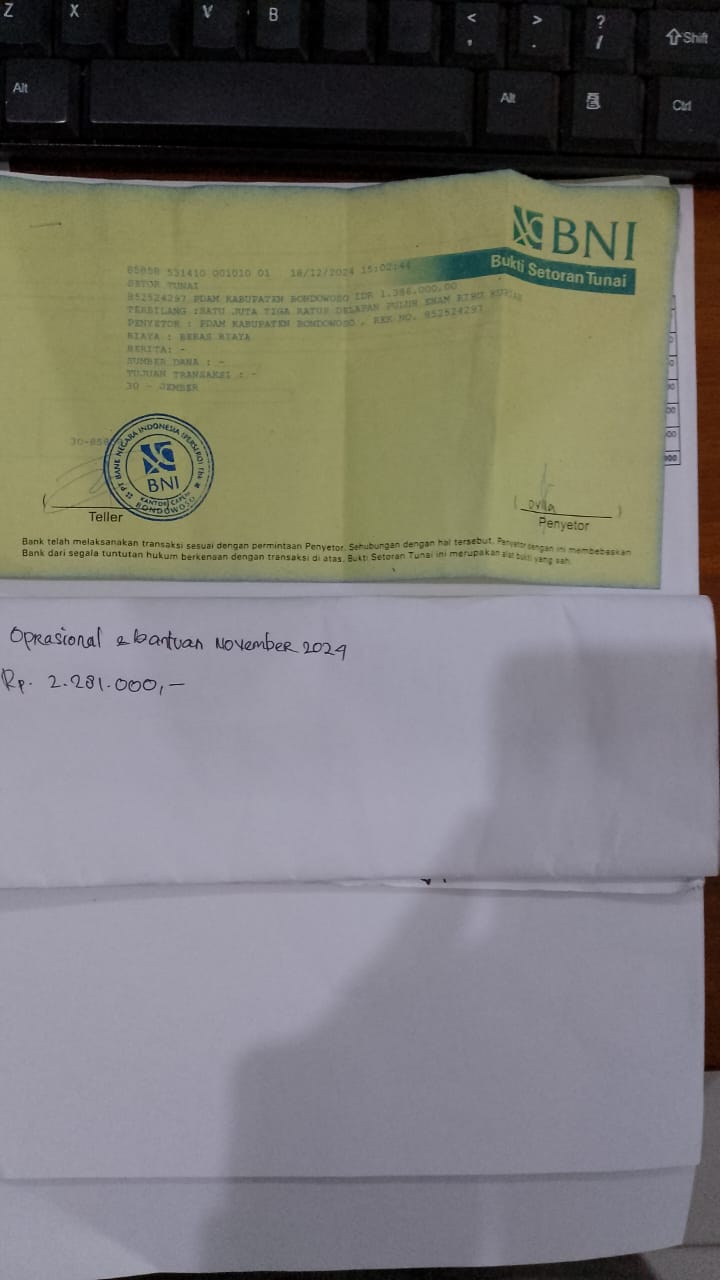 Z X V B < , > . ? / Shift
Alt Alt Ctrl
BNI
Bukti Setoran Tunai
85858 531410 001010 01 18/12/2024 15:02:44
SETOR TUNAI
852524297 PDAM KABUPATEN BONDOWOSO IDR 1.386.000,00
TERBILANG :SATU JUTA TIGA RATUS DELAPAN PULUH ENAM RIBU RUPIAH
PENYETOR : PDAM KABUPATEN BONDOWOSO , REK NO. 852524297
BIAYA : BEBAS BIAYA
BERITA: -
SUMBER DANA : -
TUJUAN TRANSAKSI : -
30 - JEMBER
30-858
PT BANK NEGARA INDONESIA (PERSERO) Tbk
BNI
KANTOR CAPEM
BONDOWOSO
Teller
( Ovila )
Penyetor
Bank telah melaksanakan transaksi sesuai dengan permintaan Penyetor. Sehubungan dengan hal tersebut, Penyetor dengan ini membebaskan
Bank dari segala tuntutan hukum berkenaan dengan transaksi di atas. Bukti Setoran Tunai ini merupakan alat bukti yang sah.
Oprasional & bantuan November 2024
Rp. 2.281.000,-